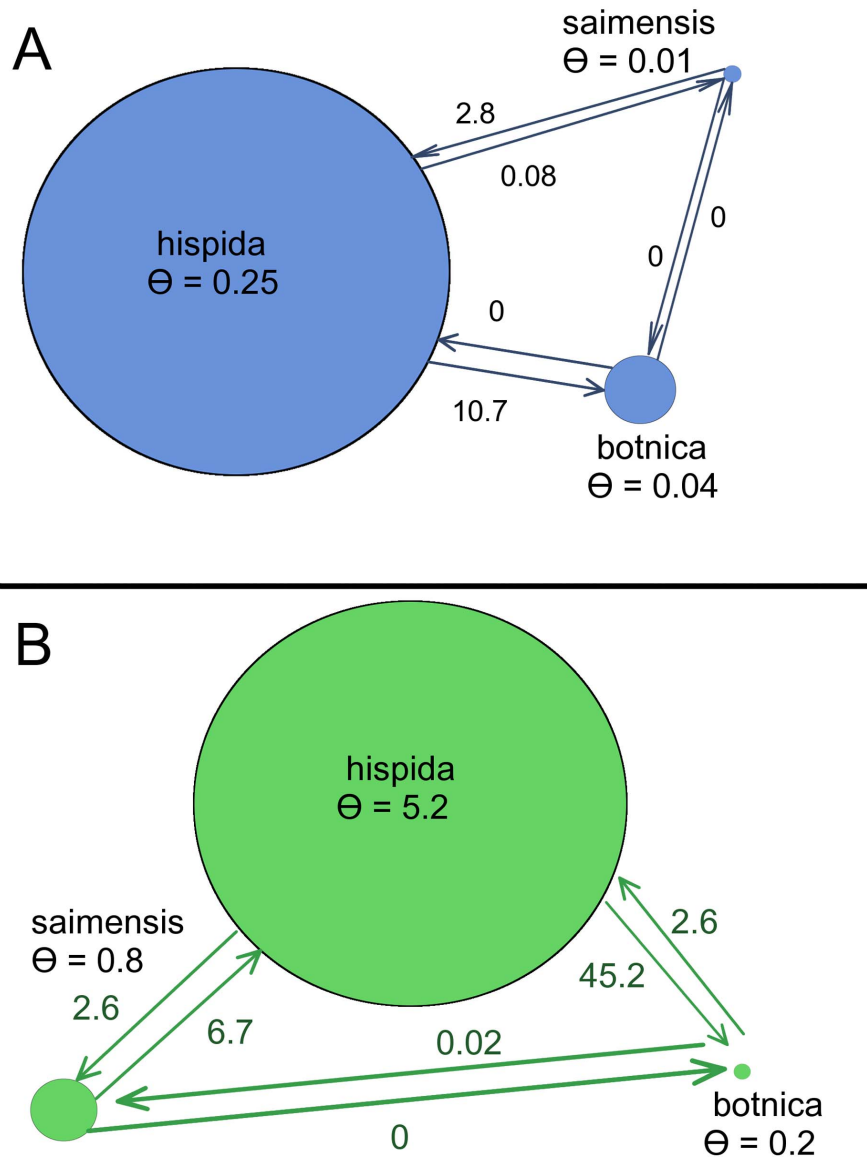 A
saimensis
ϴ = 0.01
2.8
0.08
hispida
ϴ = 0.25
0
0
0
10.7
botnica
ϴ = 0.04
B
hispida
ϴ = 5.2
saimensis
ϴ = 0.8
2.6
45.2
2.6
6.7
0.02
botnica
ϴ = 0.2
0